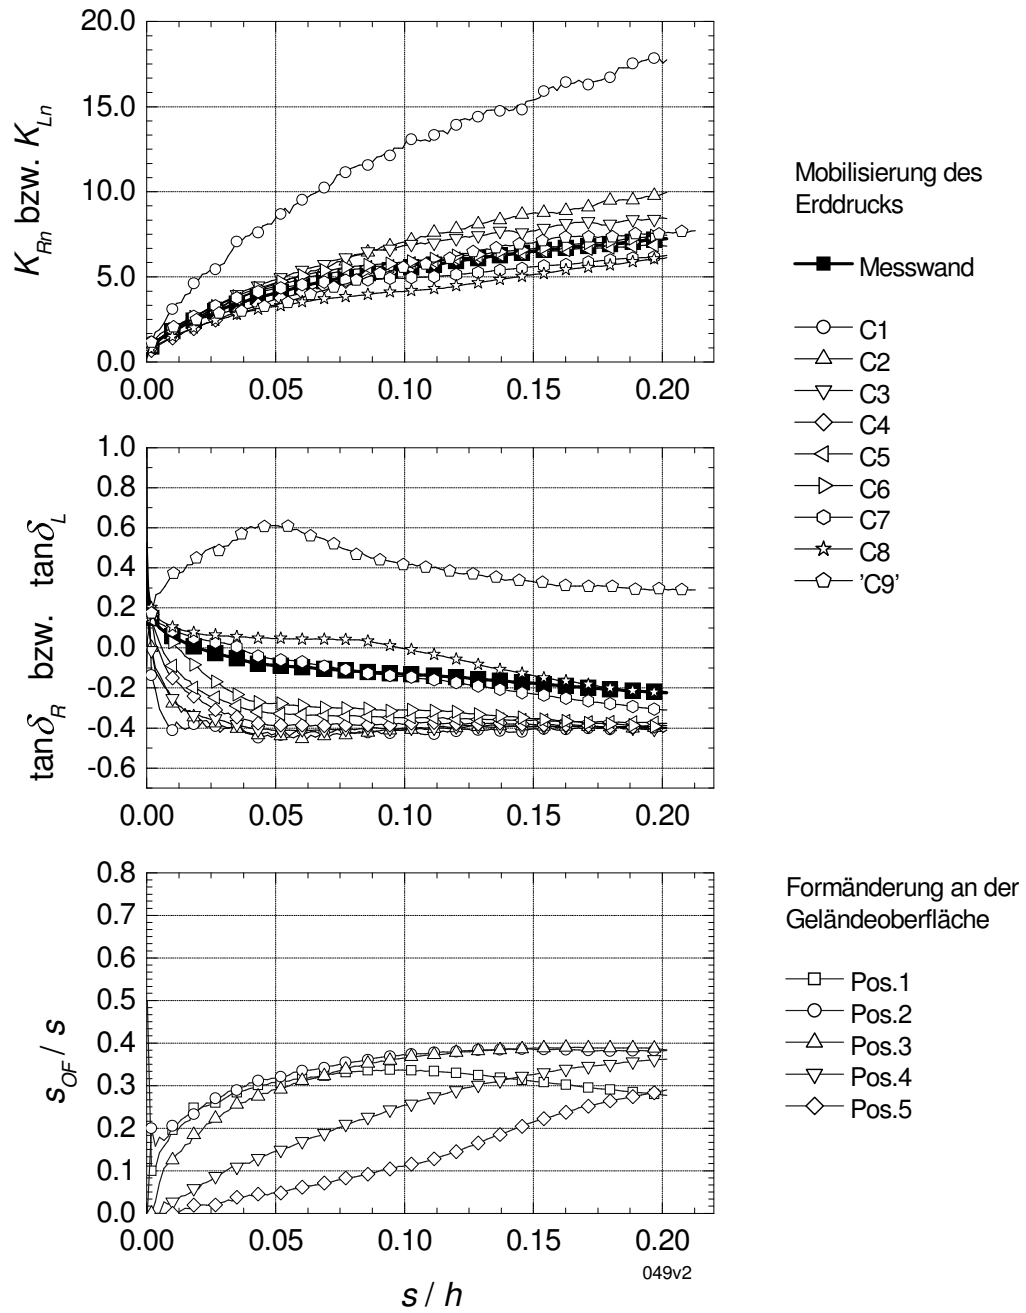 20.0
15.0
10.0
5.0
0.0
K_Rn bzw. K_Ln
0.00 0.05 0.10 0.15 0.20
Mobilisierung des
Erddrucks
Messwand
C1
C2
C3
C4
C5
C6
C7
C8
'C9'
1.0
0.8
0.6
0.4
0.2
0.0
-0.2
-0.4
-0.6
tanδ_R bzw. tanδ_L
0.00 0.05 0.10 0.15 0.20
0.8
0.7
0.6
0.5
0.4
0.3
0.2
0.1
0.0
s_OF / s
0.00 0.05 0.10 0.15 0.20
s / h
049v2
Formänderung an der
Geländeoberfläche
Pos.1
Pos.2
Pos.3
Pos.4
Pos.5